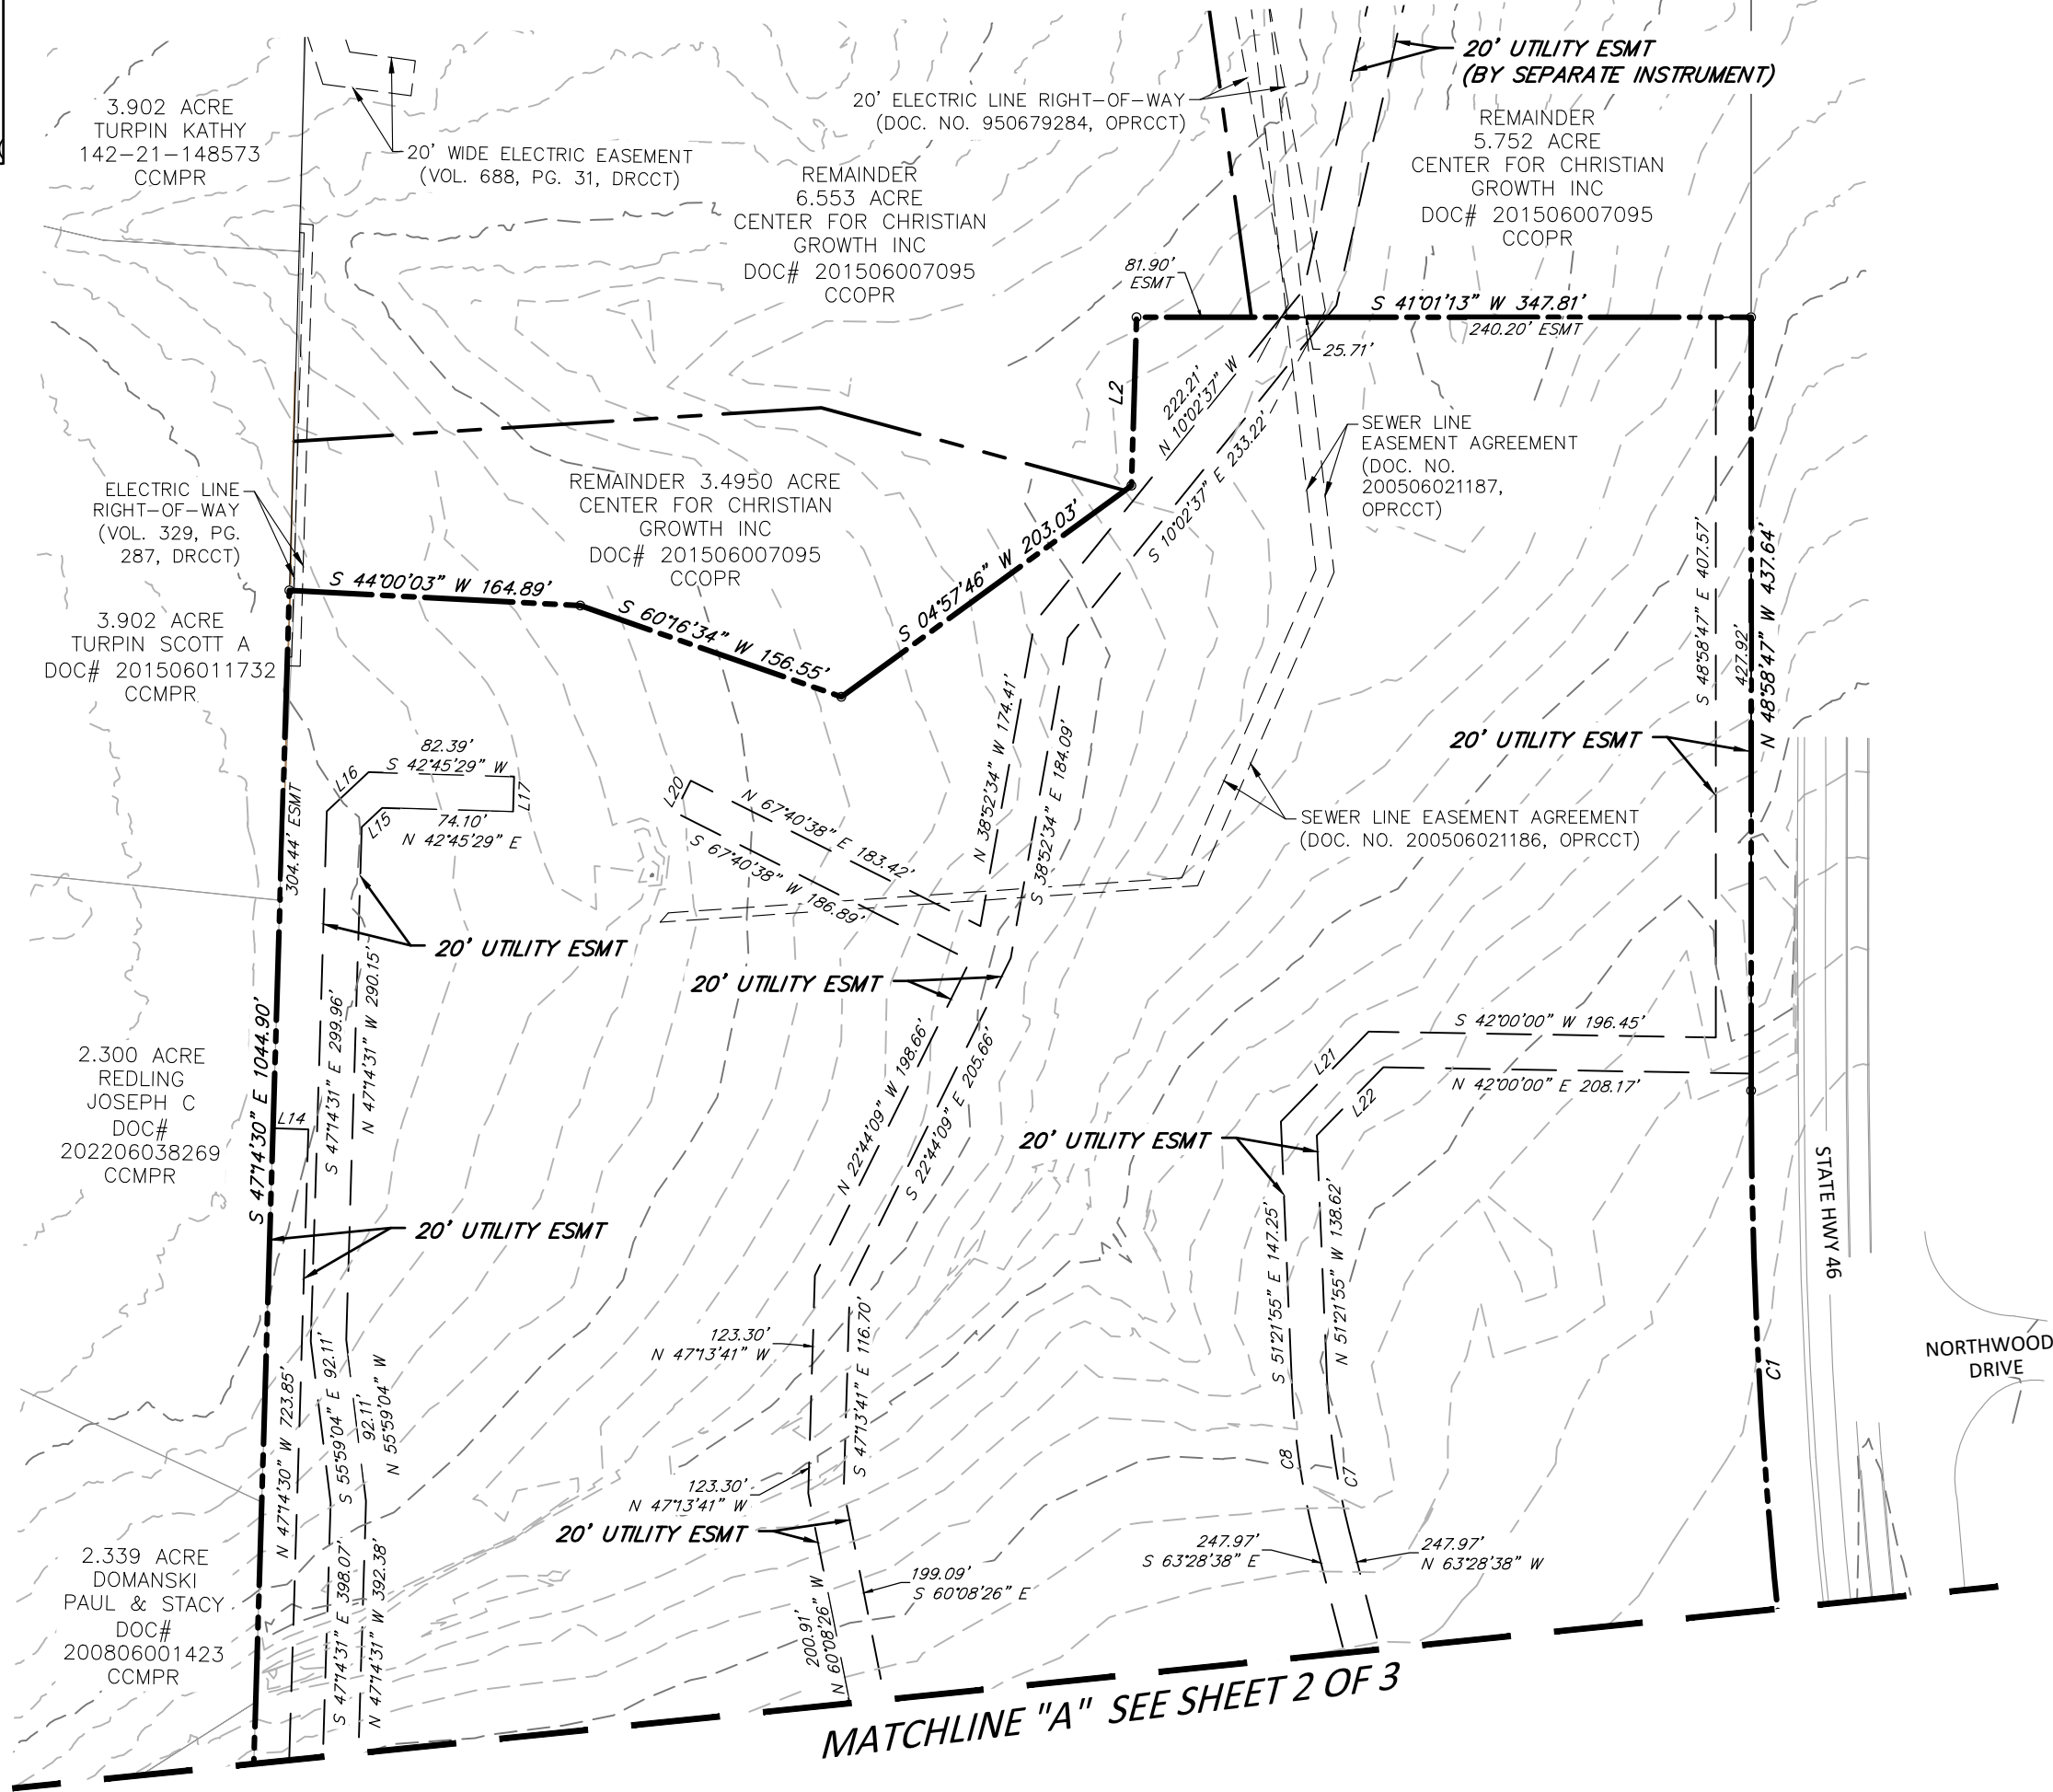 20' UTILITY ESMT
(BY SEPARATE INSTRUMENT)
3.902 ACRE
TURPIN KATHY
142-21-148573
CCMPR
20' WIDE ELECTRIC EASEMENT
(VOL. 688, PG. 31, DRCCT)
20' ELECTRIC LINE RIGHT-OF-WAY
(DOC. NO. 950679284, OPRCCT)
REMAINDER
6.553 ACRE
CENTER FOR CHRISTIAN
GROWTH INC
DOC# 201506007095
CCOPR
REMAINDER
5.752 ACRE
CENTER FOR CHRISTIAN
GROWTH INC
DOC# 201506007095
CCOPR
81.90'
ESMT
S 41°01'13" W 347.81'
240.20' ESMT
25.71'
L2
222.21'
N 10°02'37" W
S 10°02'37" E 233.22'
SEWER LINE
EASEMENT AGREEMENT
(DOC. NO.
200506021187,
OPRCCT)
ELECTRIC LINE
RIGHT-OF-WAY
(VOL. 329, PG.
287, DRCCT)
REMAINDER 3.4950 ACRE
CENTER FOR CHRISTIAN
GROWTH INC
DOC# 201506007095
CCOPR
S 44°00'03" W 164.89'
S 60°16'34" W 156.55'
S 04°57'46" W 203.03'
S 48°58'47" E 407.57'
427.92'
N 48°58'47" W 437.64'
3.902 ACRE
TURPIN SCOTT A
DOC# 201506011732
CCMPR
20' UTILITY ESMT
82.39'
S 42°45'29" W
L16
L17
L15
74.10'
N 42°45'29" E
304.44' ESMT
L20
N 67°40'38" E 183.42'
S 67°40'38" W 186.89'
N 38°52'34" W 174.41'
S 38°52'34" E 184.09'
SEWER LINE EASEMENT AGREEMENT
(DOC. NO. 200506021186, OPRCCT)
20' UTILITY ESMT
20' UTILITY ESMT
S 47°14'30" E 1044.90'
S 47°14'31" E 299.96'
N 47°14'31" W 290.15'
2.300 ACRE
REDLING
JOSEPH C
DOC#
202206038269
CCMPR
L14
N 22°44'09" W 198.66'
S 22°44'09" E 205.66'
S 42°00'00" W 196.45'
L21
L22
N 42°00'00" E 208.17'
20' UTILITY ESMT
20' UTILITY ESMT
STATE HWY 46
S 51°21'55" E 147.25'
N 51°21'55" W 138.62'
123.30'
N 47°13'41" W
S 47°13'41" E 116.70'
NORTHWOOD
DRIVE
C1
N 47°14'30" W 723.85'
S 55°59'04" E 92.11'
92.11'
N 55°59'04" W
C8
C7
123.30'
N 47°13'41" W
20' UTILITY ESMT
2.339 ACRE
DOMANSKI
PAUL & STACY
DOC#
200806001423
CCMPR
S 47°14'31" E 398.07'
N 47°14'31" W 392.38'
200.91'
N 60°08'26" W
199.09'
S 60°08'26" E
247.97'
S 63°28'38" E
247.97'
N 63°28'38" W
MATCHLINE "A" SEE SHEET 2 OF 3